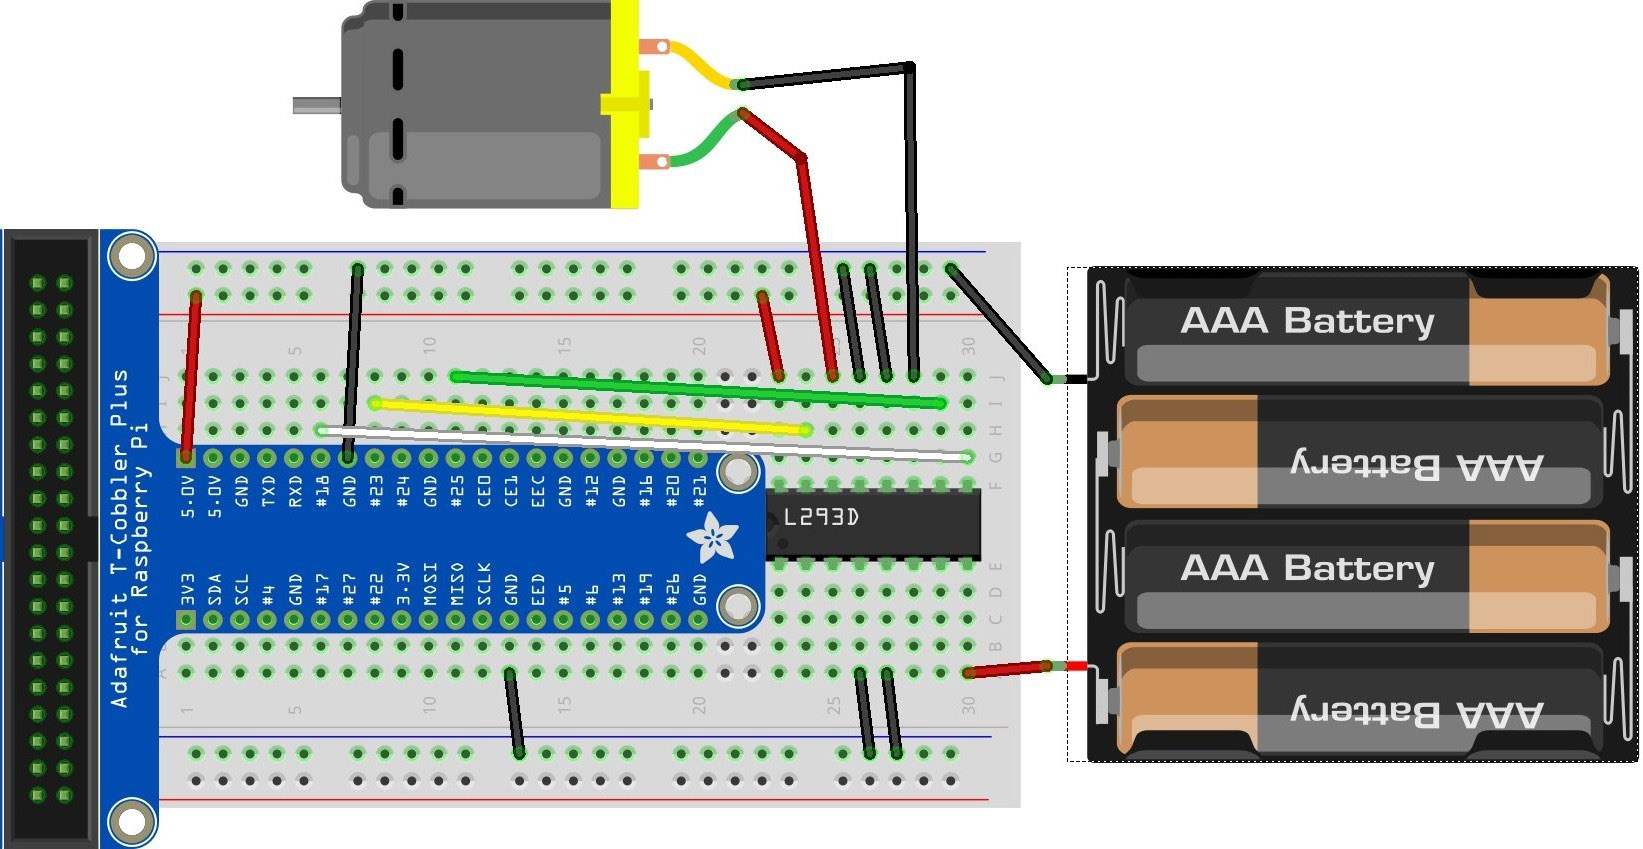 AAA Battery
AAA Battery
AAA Battery
AAA Battery
Adafruit T-Cobbler Plus
for Raspberry Pi
5 10 15 20 30
J
I
H
G
F
5.0V 5.0V GND TXD RXD #18 GND #23 #24 GND #25 CE0 CE1 EEC GND #12 GND #16 #20 #21
L293D
3V3 SDA SCL #4 GND #17 #27 #22 3.3V MOSI MISO SCLK GND EED #5 #6 #13 #19 #26 GND
E
D
C
B
A
1 5 10 15 20 25 30